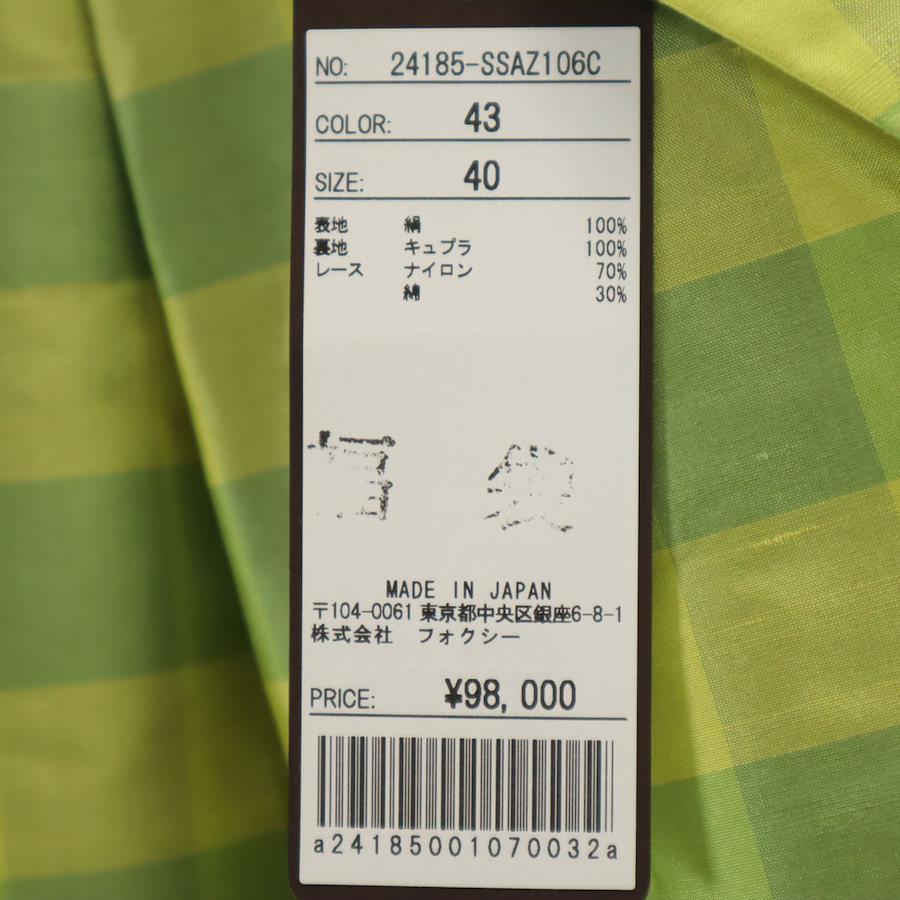 NO: 24185-SSAZ106C
COLOR: 43
SIZE: 40
表地 絹 100%
裏地 キュプラ 100%
レース ナイロン 70%
綿 30%
MADE IN JAPAN
〒104-0061 東京都中央区銀座6-8-1
株式会社 フォクシー
PRICE: ¥98,000
a24185001070032a